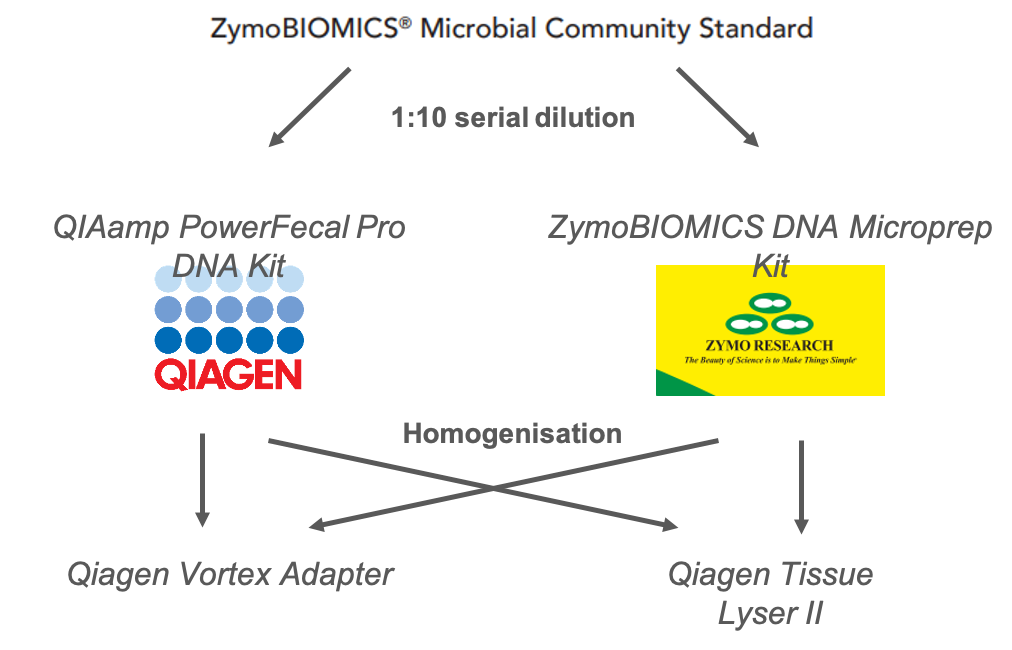 ZymoBIOMICS® Microbial Community Standard
1:10 serial dilution
QIAamp PowerFecal Pro
DNA Kit
QIAGEN
ZymoBIOMICS DNA Microprep
Kit
ZYMO RESEARCH
The Beauty of Science is to Make Things Simple®
Homogenisation
Qiagen Vortex Adapter
Qiagen Tissue
Lyser II